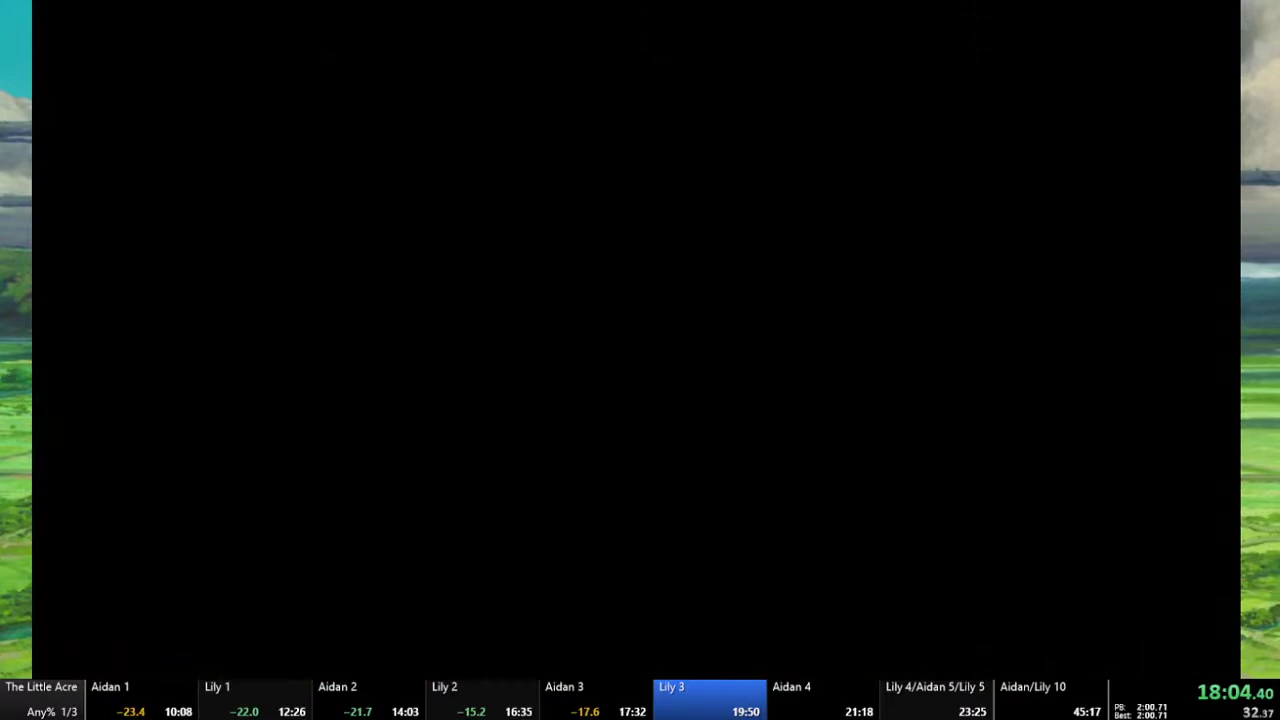 The Little Acre
Any% 1/3
Aidan 1
−23.4 10:08
Lily 1
−22.0 12:26
Aidan 2
−21.7 14:03
Lily 2
−15.2 16:35
Aidan 3
−17.6 17:32
Lily 3
19:50
Aidan 4
21:18
Lily 4/Aidan 5/Lily 5
23:25
Aidan/Lily 10
45:17
18:04.40
PB: 2:00.71
Best: 2:00.71
32.37